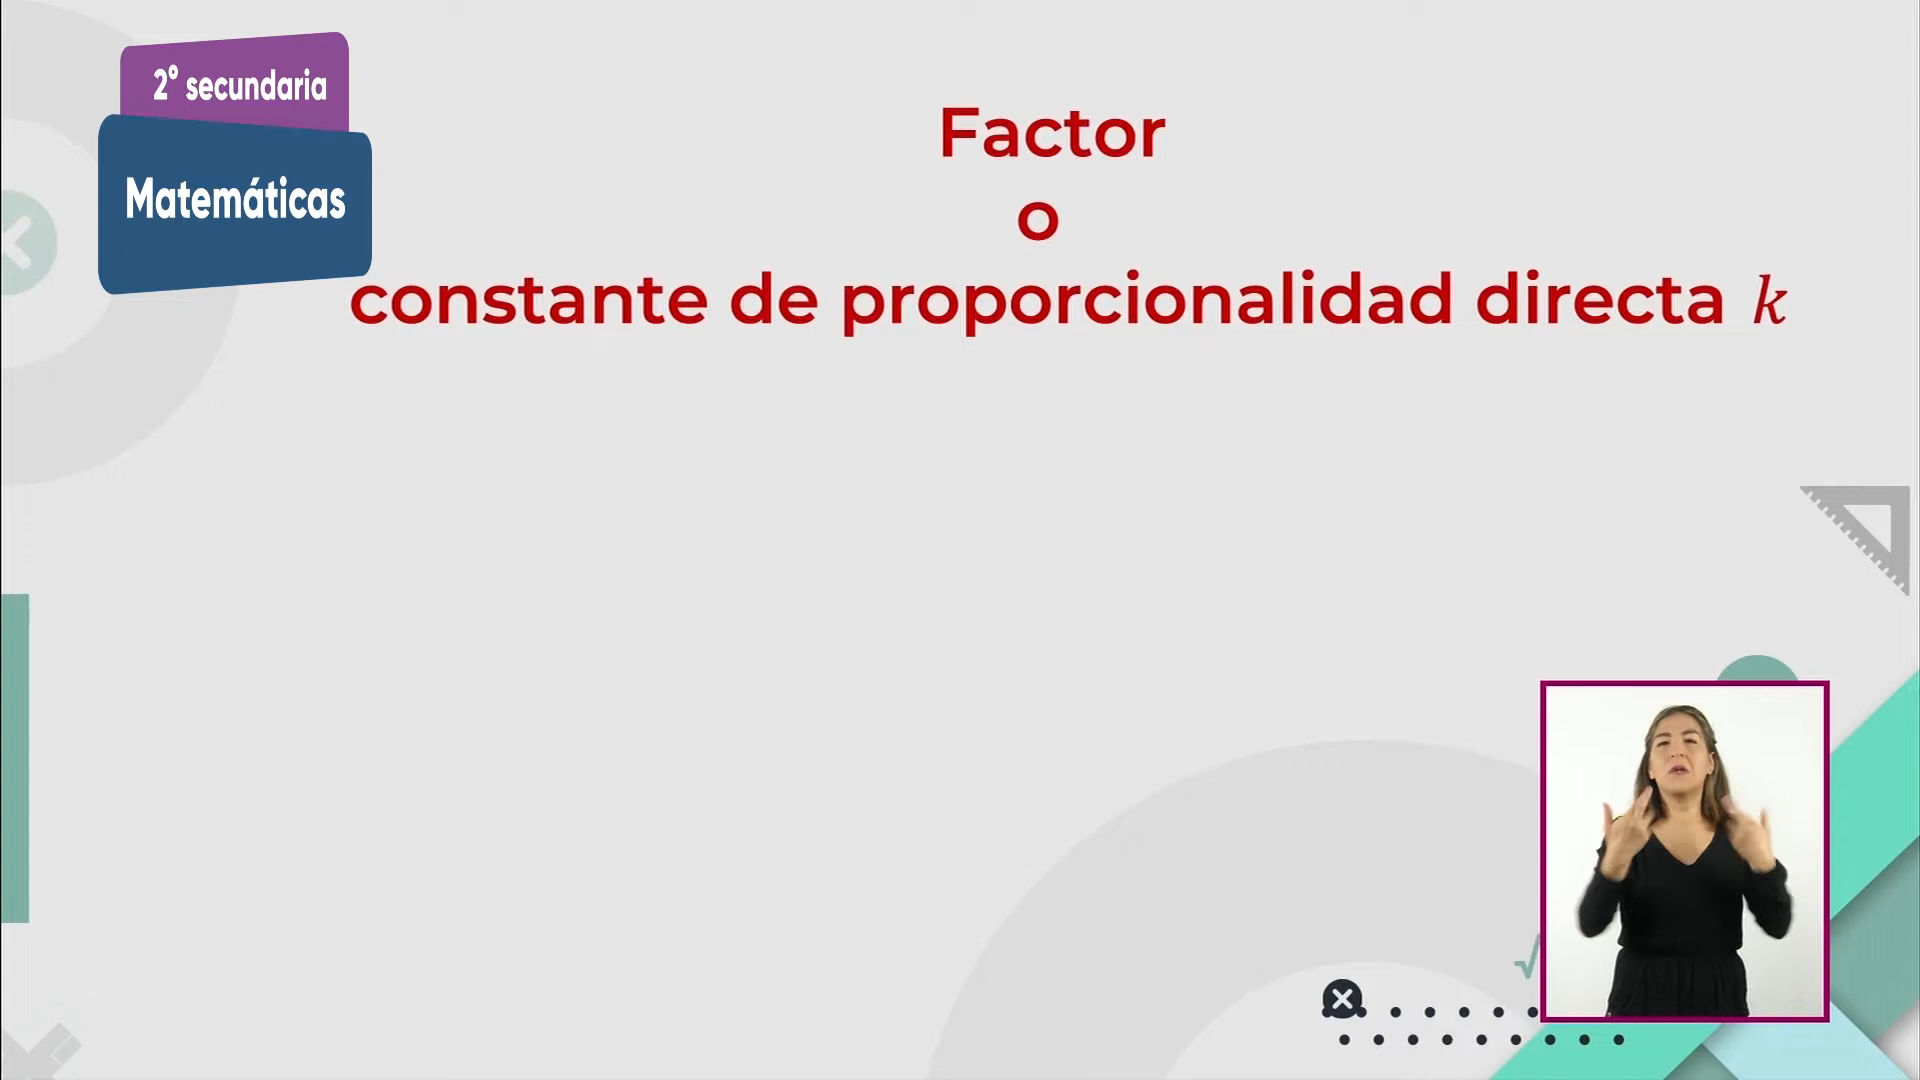 2° secundaria
Matemáticas
Factor
o
constante de proporcionalidad directa k